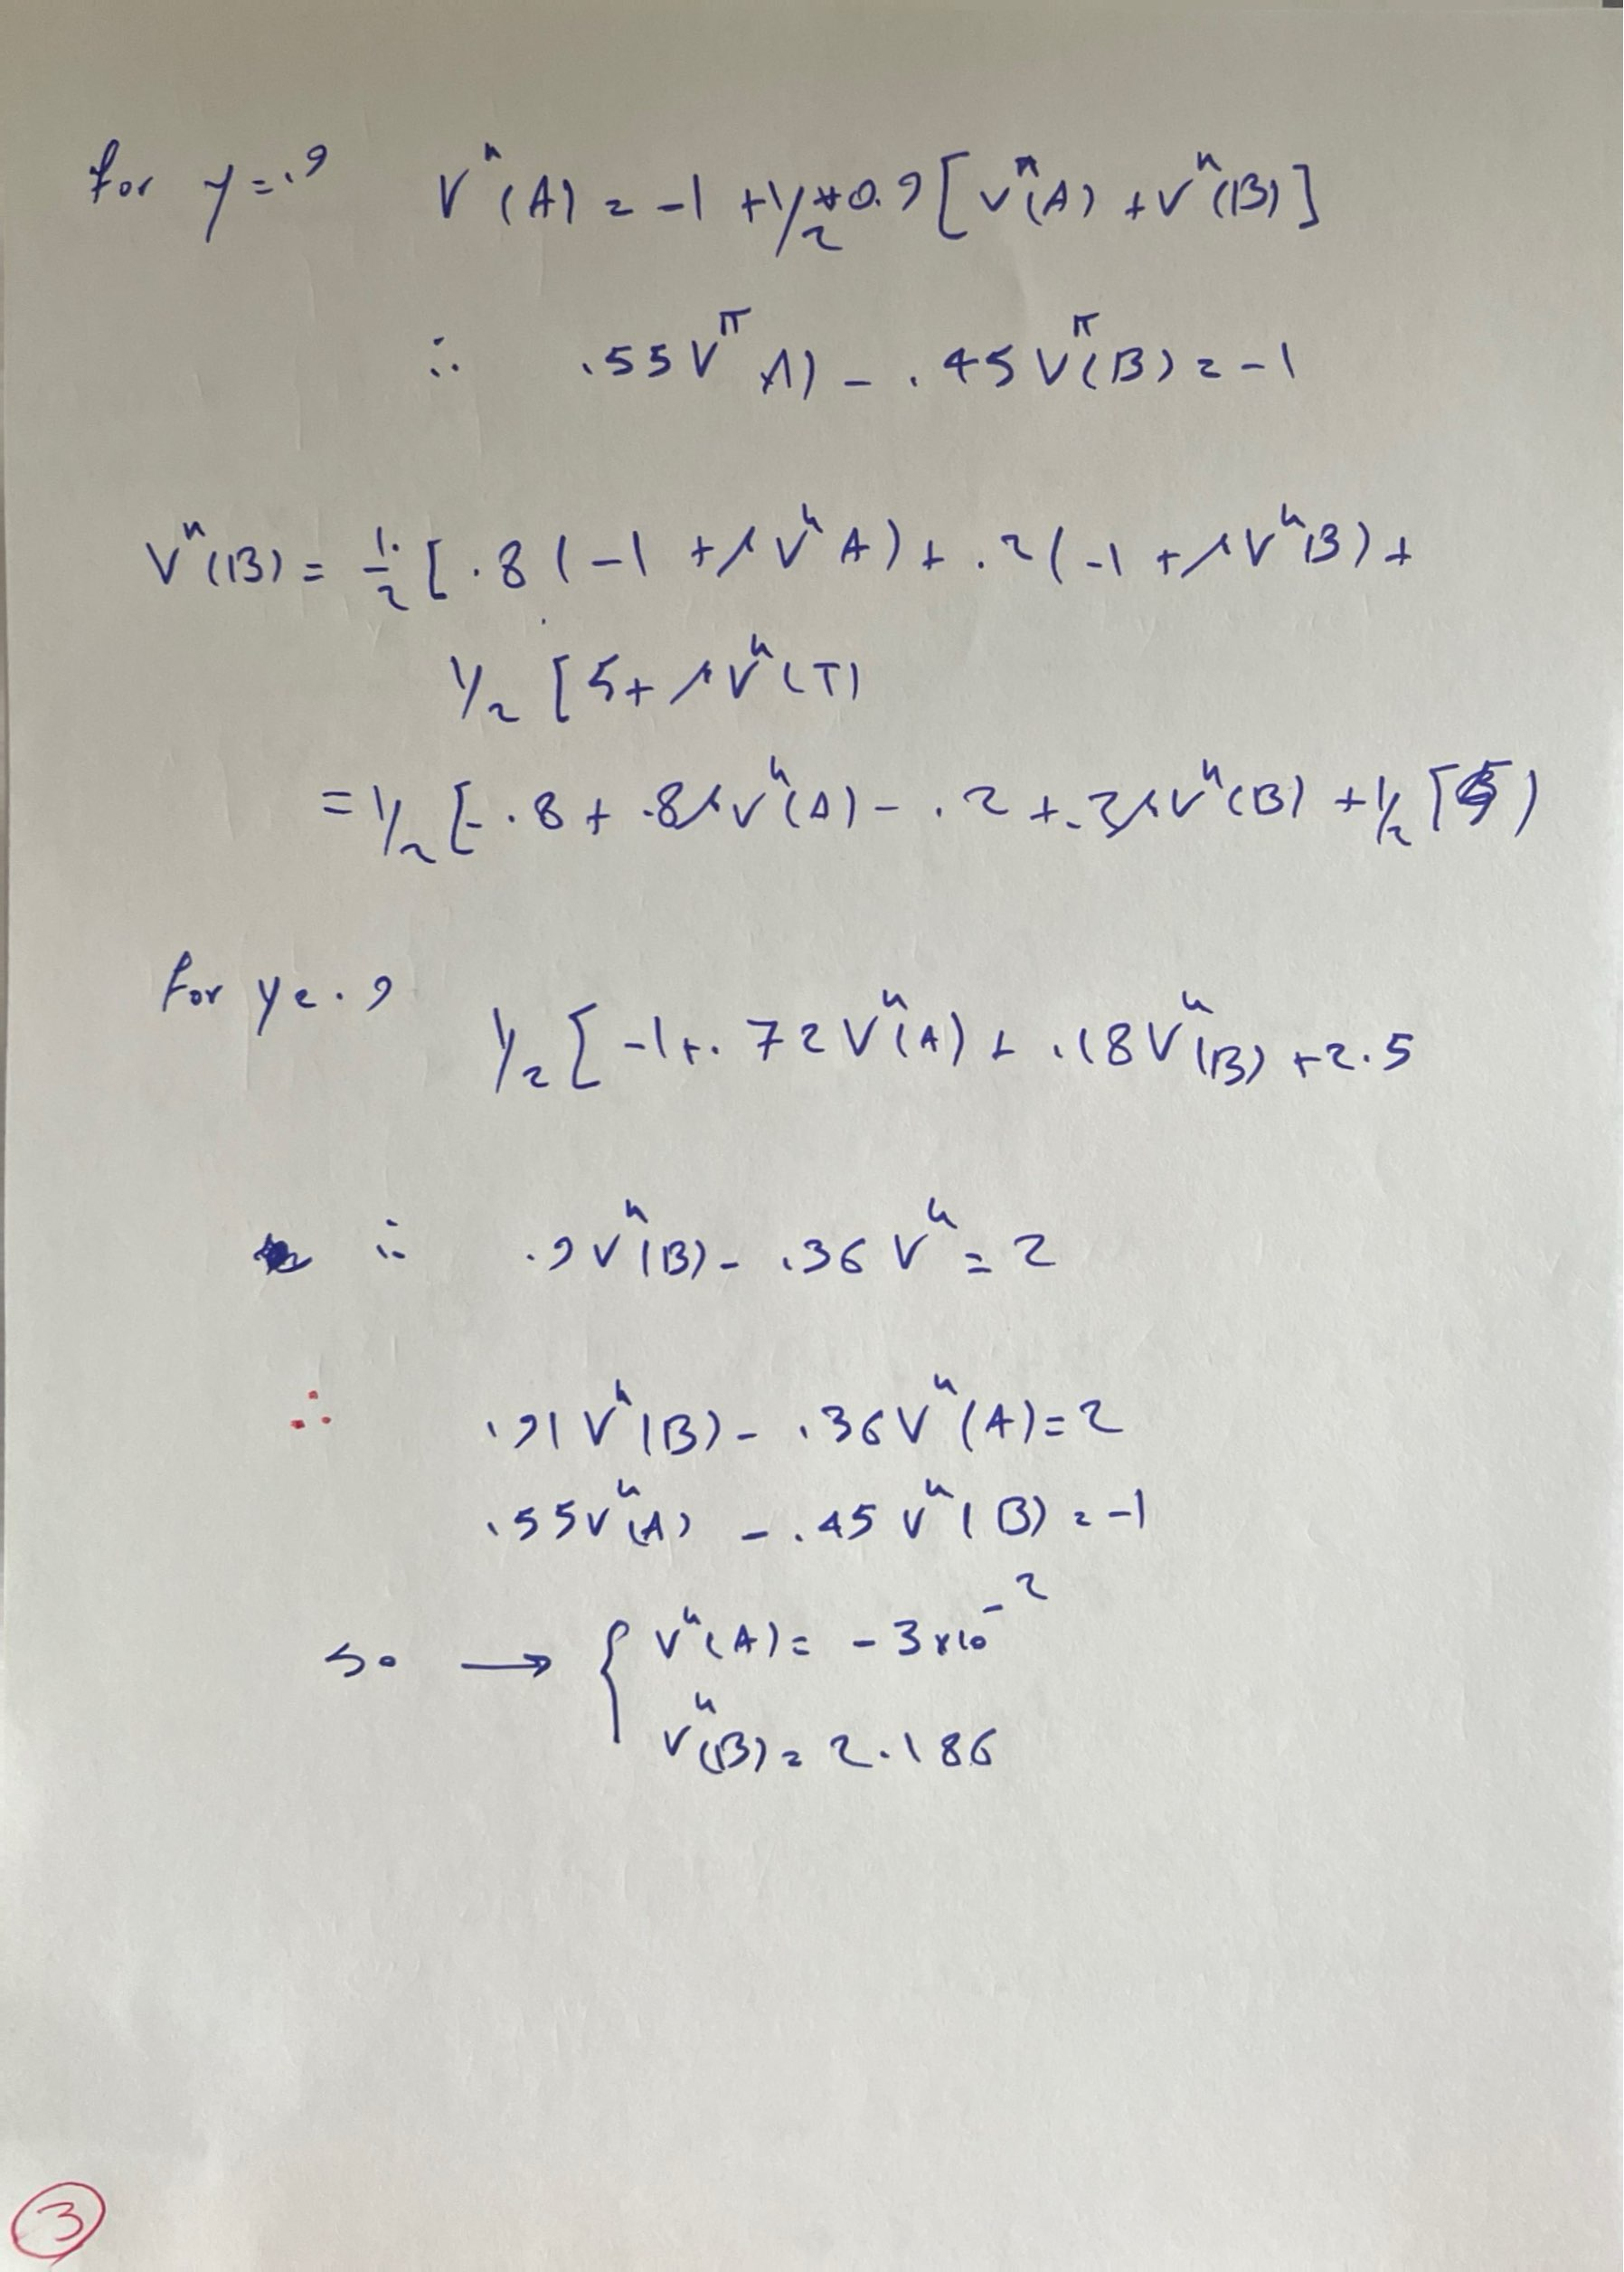 for γ=.9 V^π(A) = -1 + 1/2*0.9 [V^π(A) + V^π(B)]
∴ .55 V^π A) - .45 V^π(B) = -1
V^π(B) = 1/2 [.8 (-1 + γ V^π A) + .2(-1 + γ V^π B) +
1/2 [5 + γ V^π(T)
= 1/2 [-.8 + .8 γ V^π(A) - .2 + .2 γ V^π(B) + 1/2 [5)
for γ = .9
1/2 [-1 + .72 V^π(A) + .18 V^π(B) + 2.5
∴ .9 V^π(B) - .36 V^π = 2
∴ .91 V^π(B) - .36 V^π(A) = 2
.55 V^π(A) - .45 V^π(B) = -1
so → { V^π(A) = -3×10^-2
V^π(B) = 2.186
3